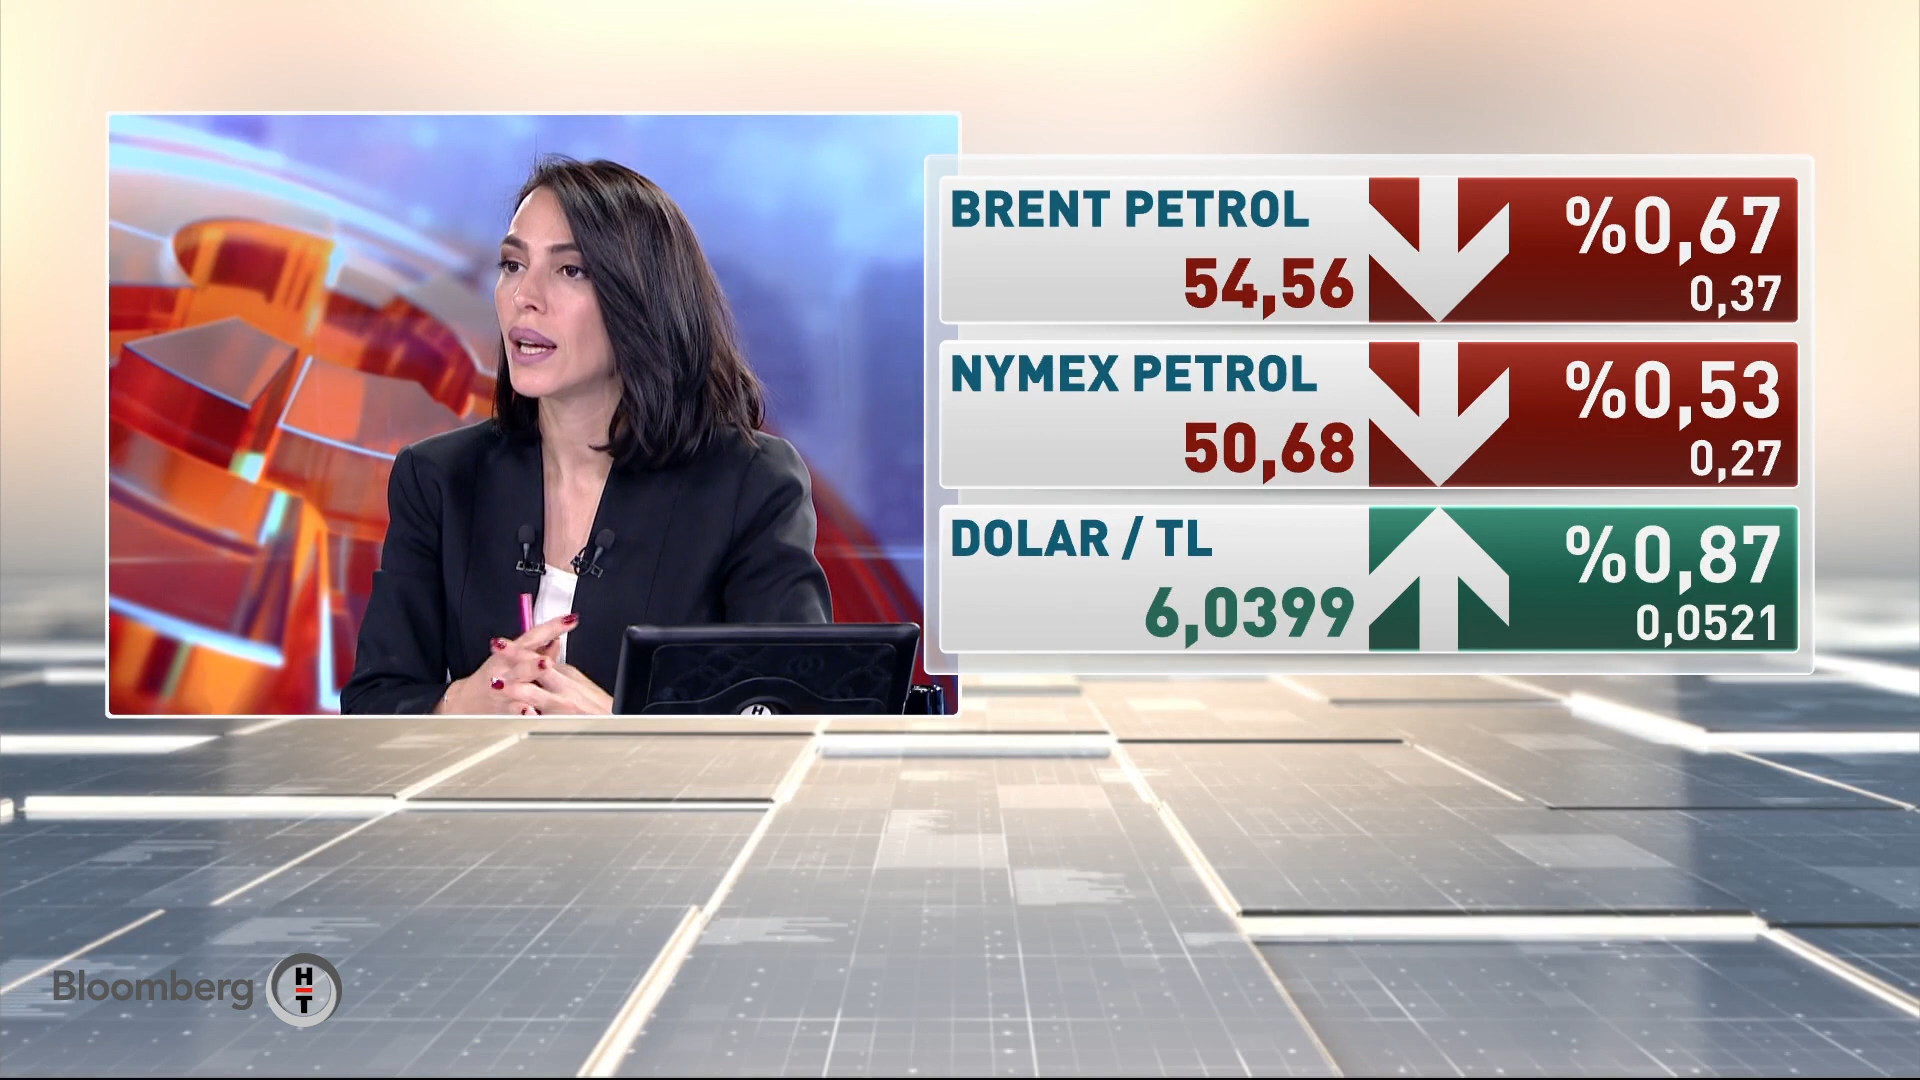 BRENT PETROL
54,56
%0,67
0,37
NYMEX PETROL
50,68
%0,53
0,27
DOLAR / TL
6,0399
%0,87
0,0521
Bloomberg
H
T
H